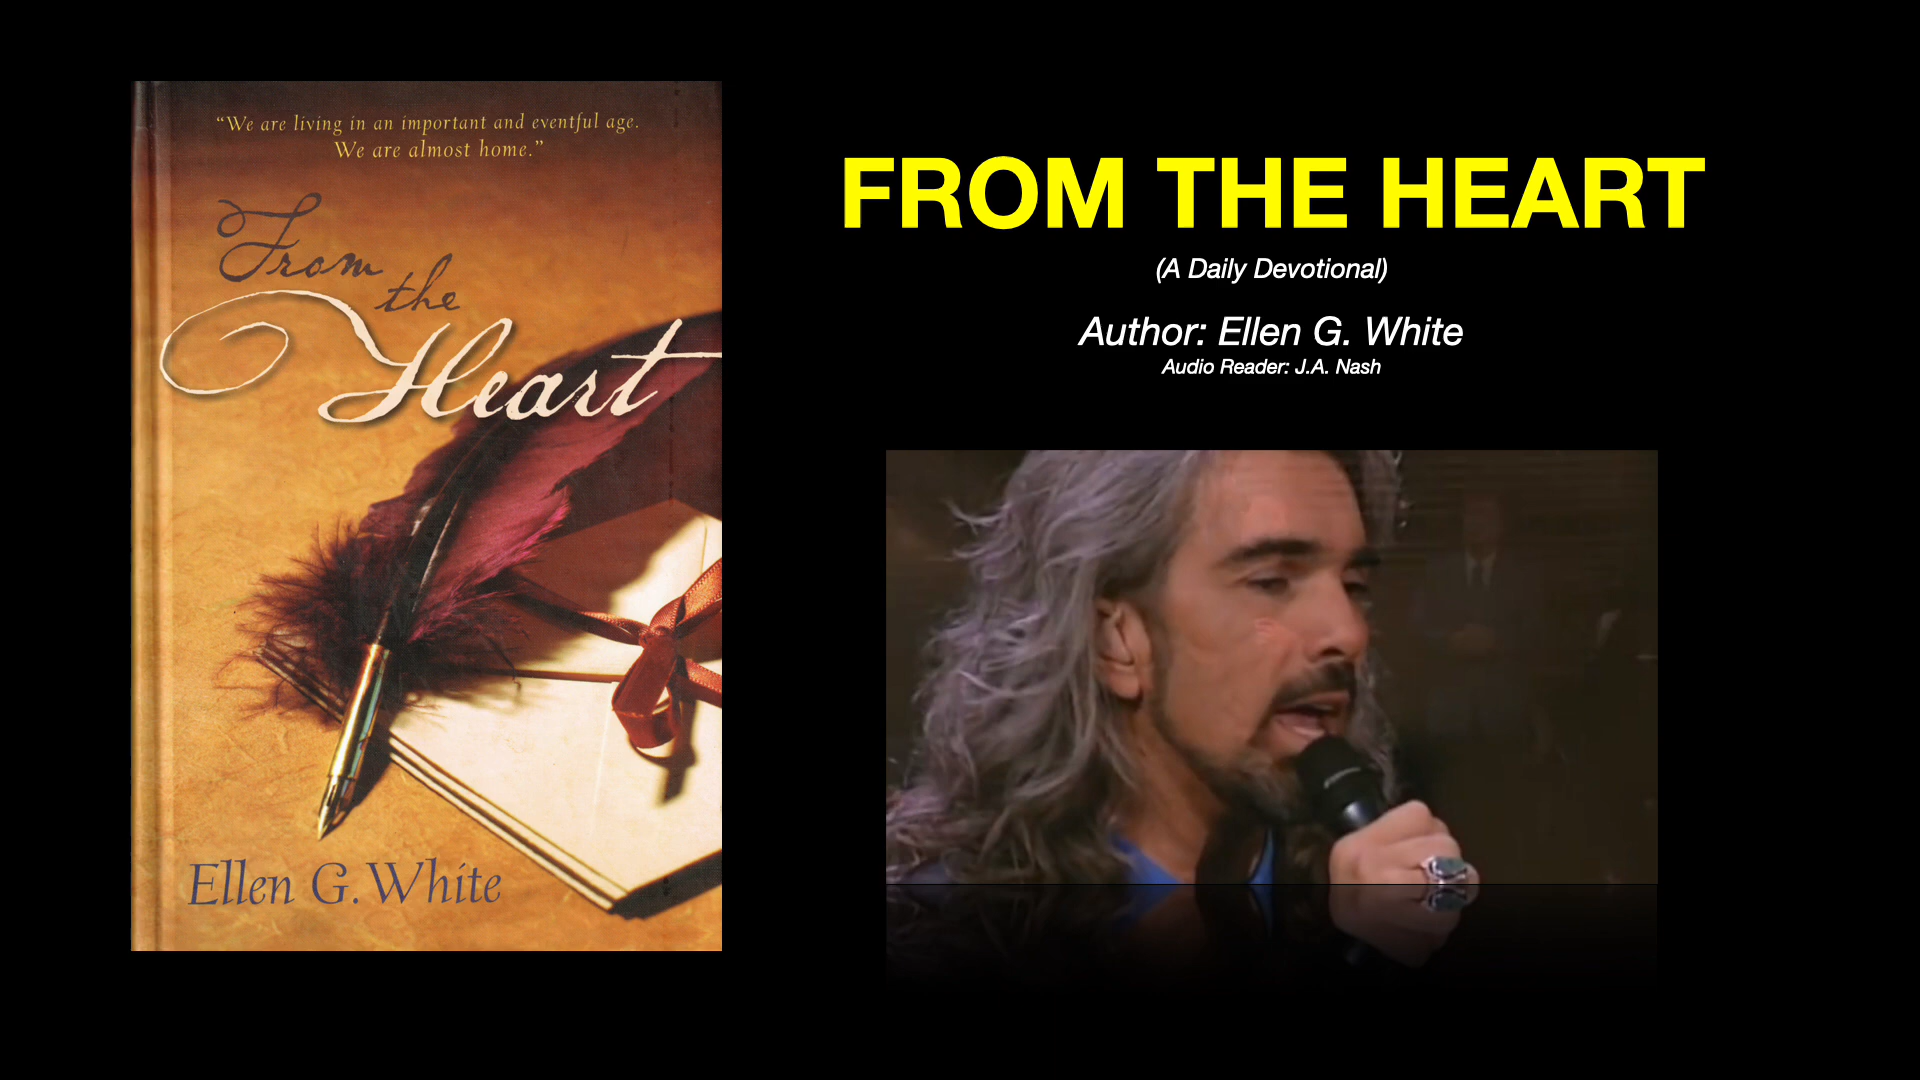 “We are living in an important and eventful age.
We are almost home.”
From
the
Heart
Ellen G. White
FROM THE HEART
(A Daily Devotional)
Author: Ellen G. White
Audio Reader: J.A. Nash